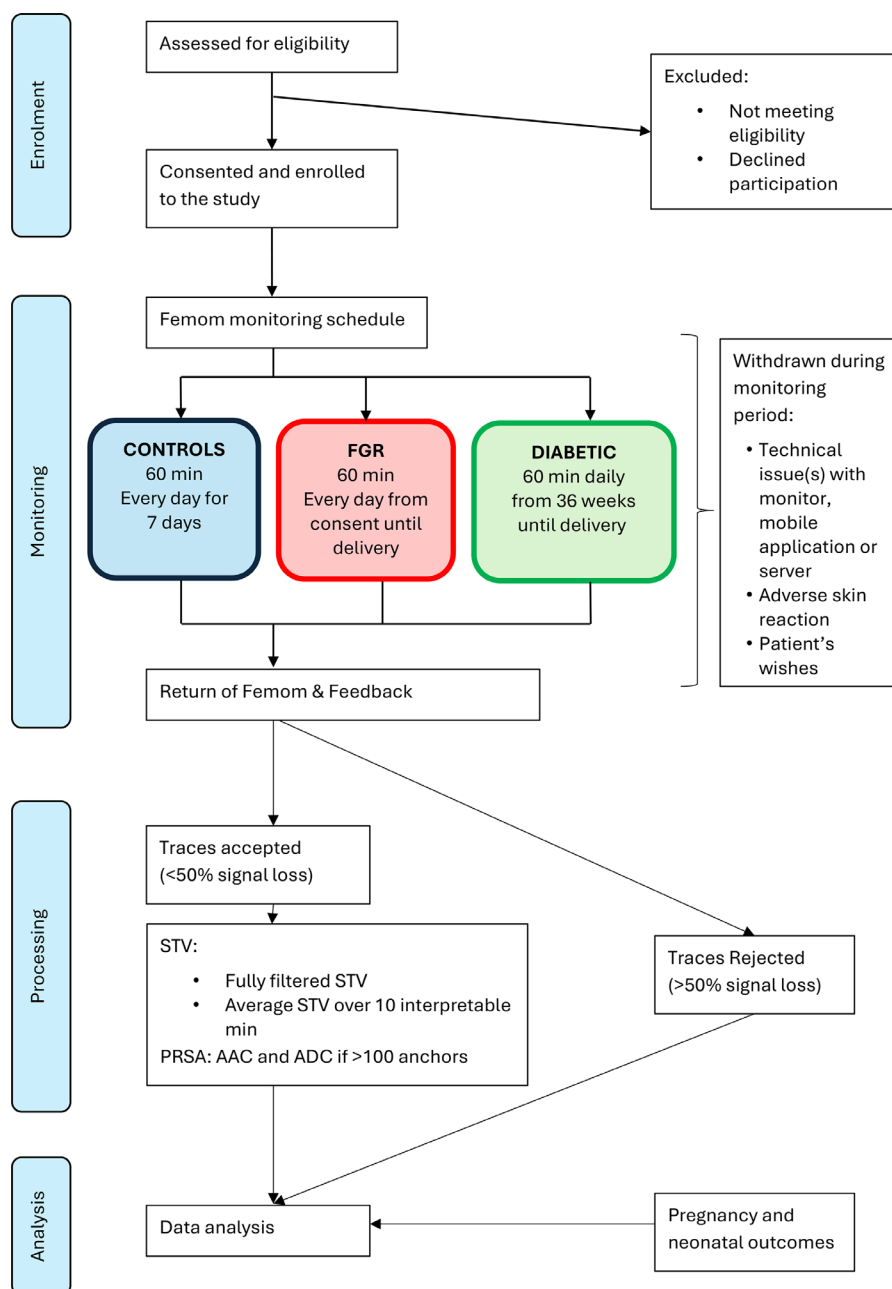 Enrolment
Assessed for eligibility
Excluded:
• Not meeting
eligibility
• Declined
participation
Consented and enrolled
to the study
Monitoring
Femom monitoring schedule
CONTROLS
60 min
Every day for
7 days
FGR
60 min
Every day from
consent until
delivery
DIABETIC
60 min daily
from 36 weeks
until delivery
Withdrawn during
monitoring
period:
• Technical
issue(s) with
monitor,
mobile
application or
server
• Adverse skin
reaction
• Patient's
wishes
Return of Femom & Feedback
Processing
Traces accepted
(<50% signal loss)
STV:
• Fully filtered STV
• Average STV over 10 interpretable
min
PRSA: AAC and ADC if >100 anchors
Traces Rejected
(>50% signal loss)
Analysis
Data analysis
Pregnancy and
neonatal outcomes